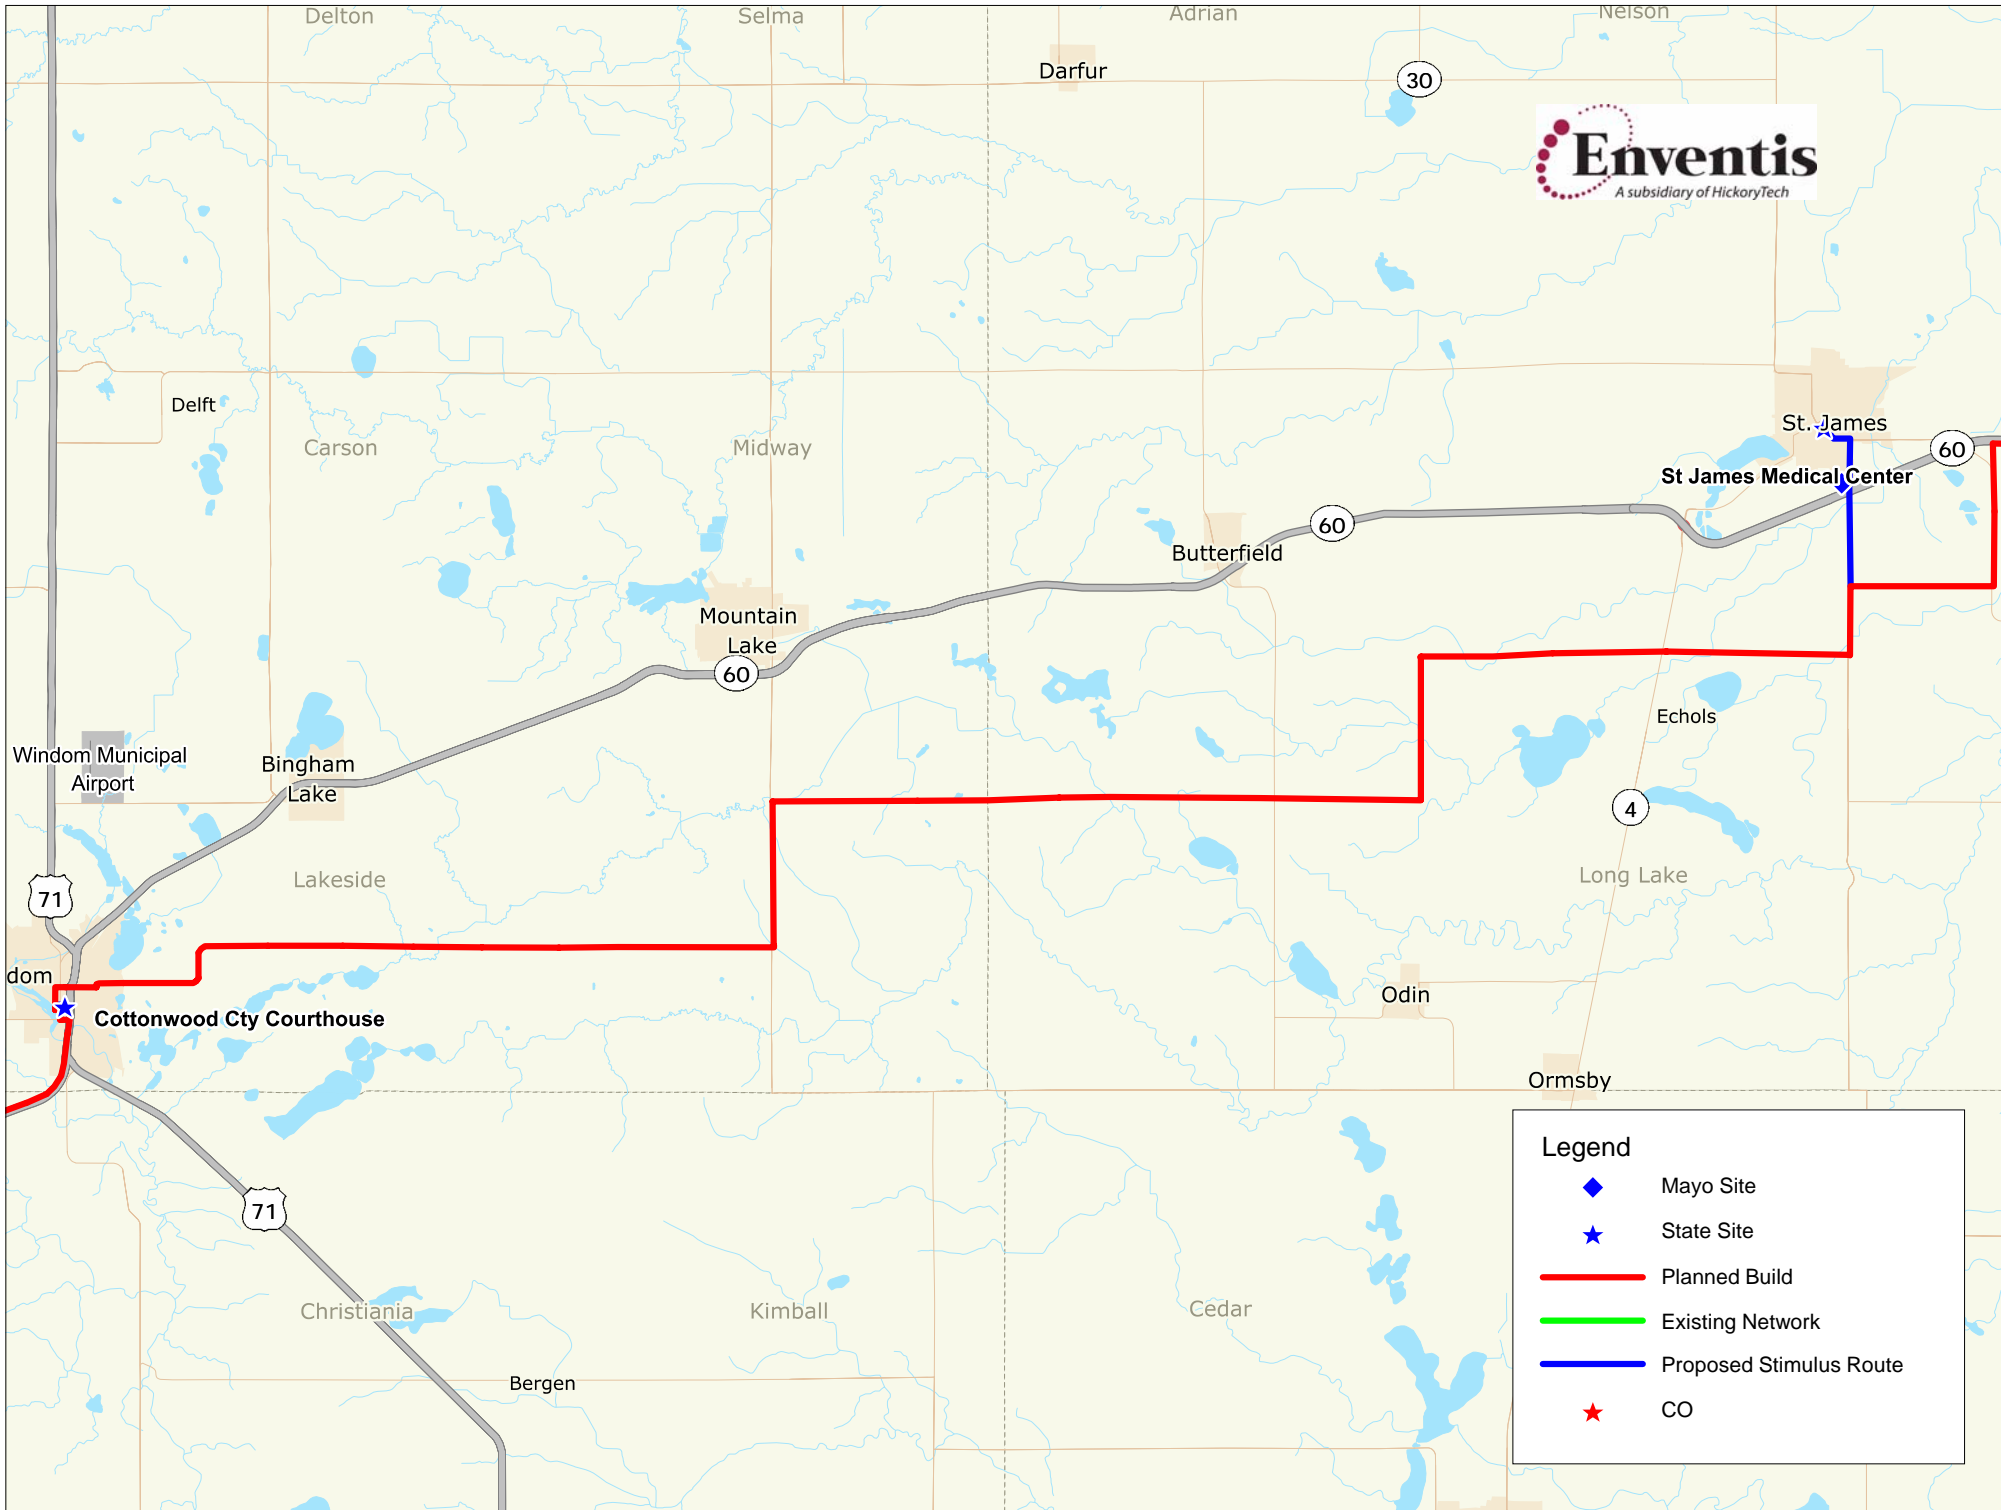 Delton
Selma
Adrian
Nelson
Darfur
30
Enventis
A subsidiary of HickoryTech
Delft
Carson
Midway
St. James
60
St James Medical Center
60
Butterfield
Mountain
Lake
60
Echols
Windom Municipal
Airport
Bingham
Lake
4
71
Lakeside
Long Lake
dom
Odin
Cottonwood Cty Courthouse
Ormsby
Legend
Mayo Site
State Site
Planned Build
Existing Network
Proposed Stimulus Route
CO
71
Christiania
Kimball
Cedar
Bergen